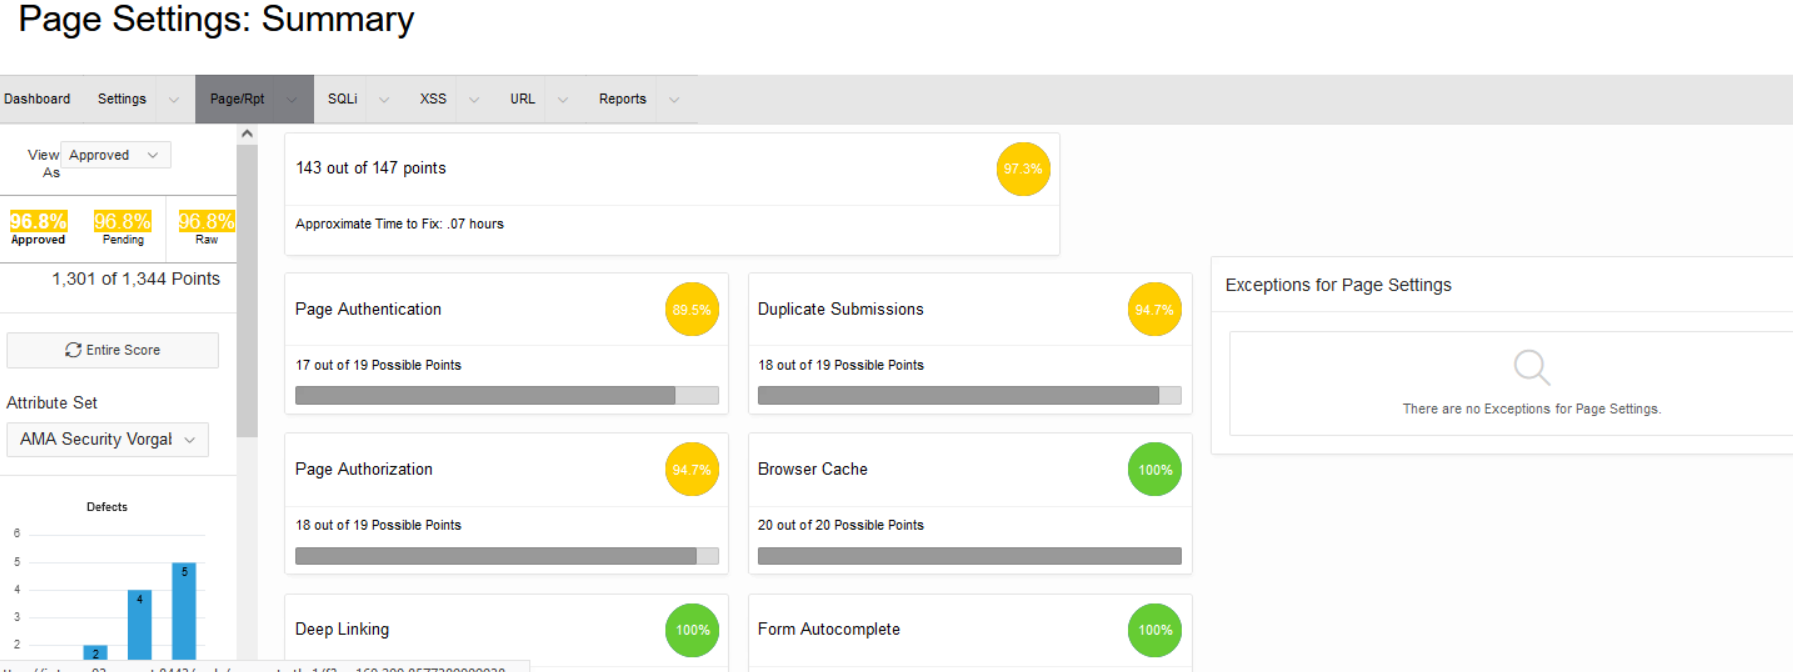 Page Settings: Summary
Dashboard Settings Page/Rpt SQLi XSS URL Reports
View As Approved
96.8% 96.8% 96.8%
Approved Pending Raw
1,301 of 1,344 Points
Entire Score
Attribute Set
AMA Security Vorgal
Defects
6
5
4
3
2
2
4
5
143 out of 147 points
97.3%
Approximate Time to Fix: .07 hours
Page Authentication
89.5%
17 out of 19 Possible Points
Duplicate Submissions
94.7%
18 out of 19 Possible Points
Page Authorization
94.7%
18 out of 19 Possible Points
Browser Cache
100%
20 out of 20 Possible Points
Deep Linking
100%
Form Autocomplete
100%
Exceptions for Page Settings
There are no Exceptions for Page Settings.